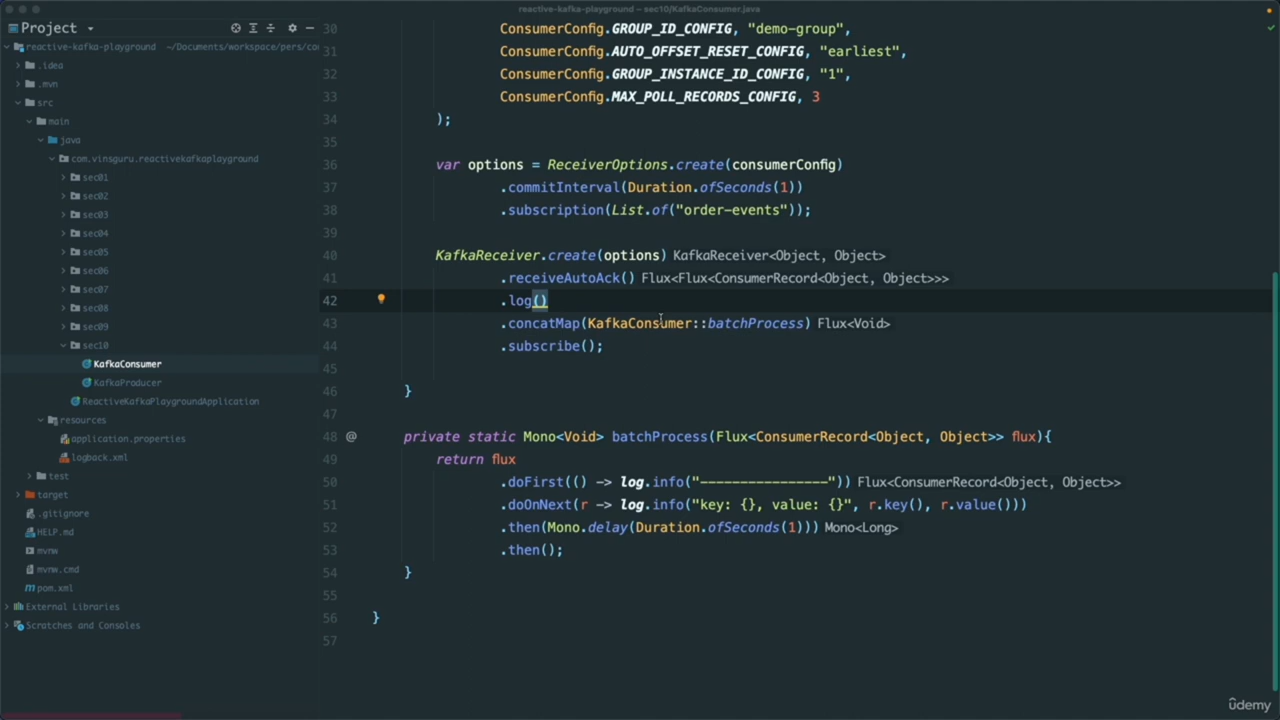 reactive-kafka-playground – sec10/KafkaConsumer.java
Project
reactive-kafka-playground ~/Documents/workspace/pers/co
.idea
.mvn
src
main
java
com.vinsguru.reactivekafkaplayground
sec01
sec02
sec03
sec04
sec05
sec06
sec07
sec08
sec09
sec10
KafkaConsumer
KafkaProducer
ReactiveKafkaPlaygroundApplication
resources
application.properties
logback.xml
test
target
.gitignore
HELP.md
mvnw
mvnw.cmd
pom.xml
External Libraries
Scratches and Consoles
30 ConsumerConfig.GROUP_ID_CONFIG, "demo-group",
31 ConsumerConfig.AUTO_OFFSET_RESET_CONFIG, "earliest",
32 ConsumerConfig.GROUP_INSTANCE_ID_CONFIG, "1",
33 ConsumerConfig.MAX_POLL_RECORDS_CONFIG, 3
34 );
35
36 var options = ReceiverOptions.create(consumerConfig)
37 .commitInterval(Duration.ofSeconds(1))
38 .subscription(List.of("order-events"));
39
40 KafkaReceiver.create(options) KafkaReceiver<Object, Object>
41 .receiveAutoAck() Flux<Flux<ConsumerRecord<Object, Object>>>
42 .log()
43 .concatMap(KafkaConsumer::batchProcess) Flux<Void>
44 .subscribe();
45
46 }
47
48 @ private static Mono<Void> batchProcess(Flux<ConsumerRecord<Object, Object>> flux){
49 return flux
50 .doFirst(() -> log.info("----------------")) Flux<ConsumerRecord<Object, Object>>
51 .doOnNext(r -> log.info("key: {}, value: {}", r.key(), r.value()))
52 .then(Mono.delay(Duration.ofSeconds(1))) Mono<Long>
53 .then();
54 }
55
56 }
57
ûdemy